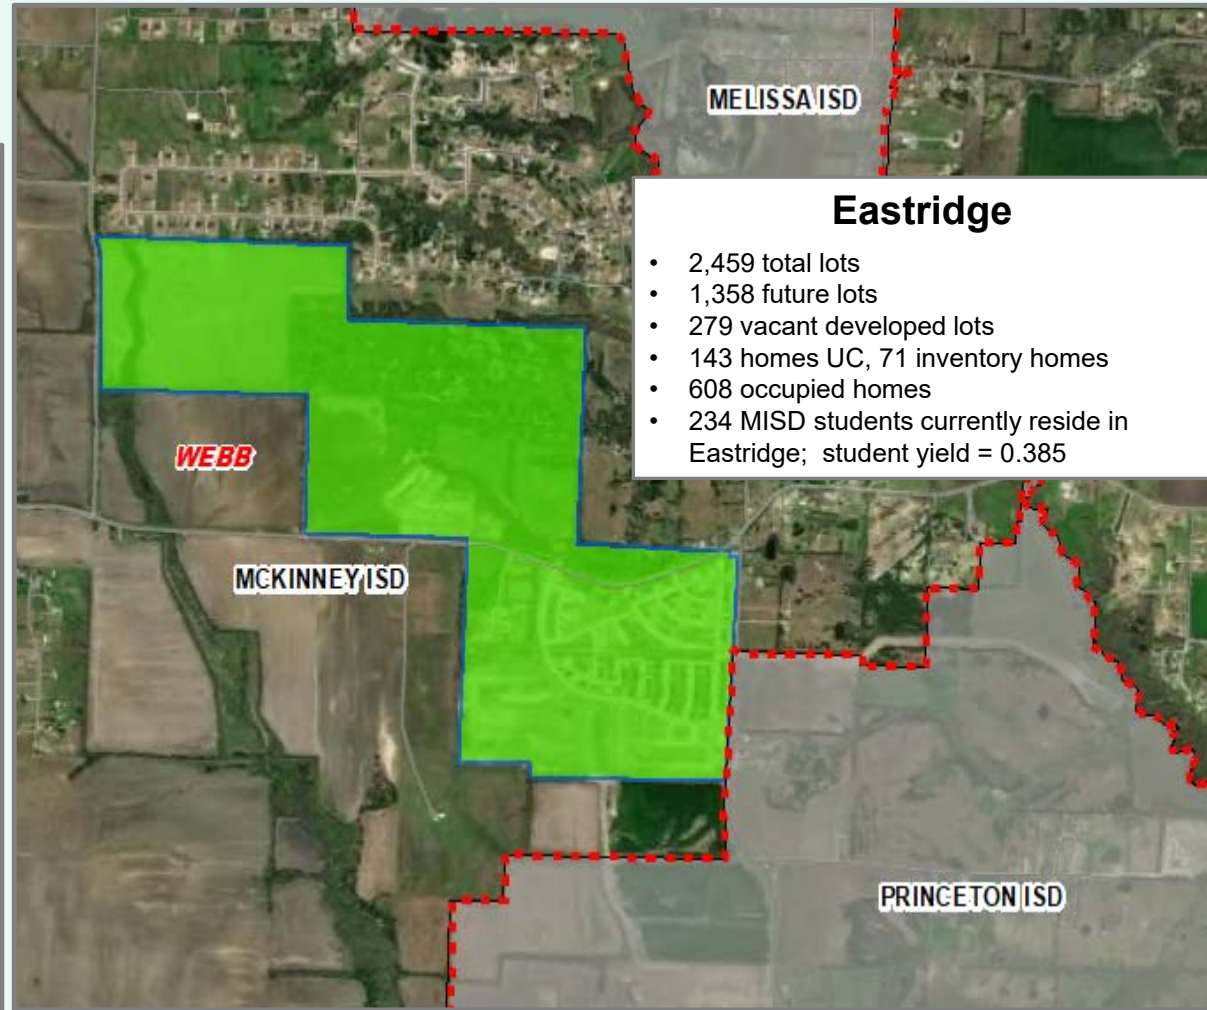 MELISSA ISD
Eastridge
• 2,459 total lots
• 1,358 future lots
• 279 vacant developed lots
• 143 homes UC, 71 inventory homes
• 608 occupied homes
• 234 MISD students currently reside in
Eastridge; student yield = 0.385
WEBB
MCKINNEY ISD
PRINCETON ISD